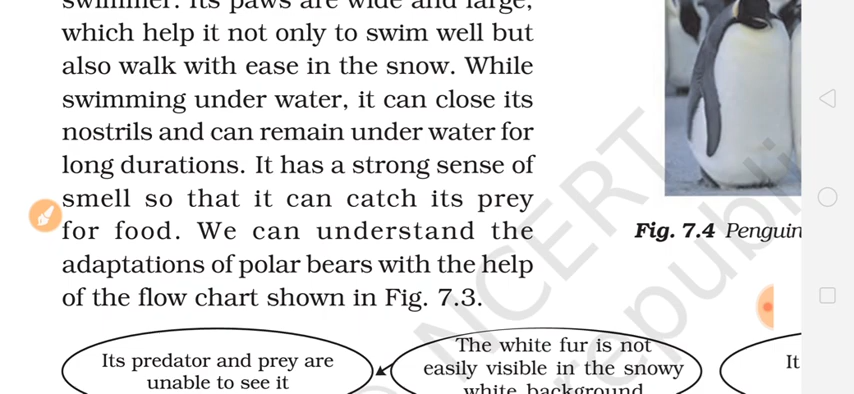 swimmer. Its paws are wide and large,
which help it not only to swim well but
also walk with ease in the snow. While
swimming under water, it can close its
nostrils and can remain under water for
long durations. It has a strong sense of
smell so that it can catch its prey
for food. We can understand the
adaptations of polar bears with the help
of the flow chart shown in Fig. 7.3.
Fig. 7.4 Penguin
Its predator and prey are
unable to see it
The white fur is not
easily visible in the snowy
white background
It
NCERT
republi